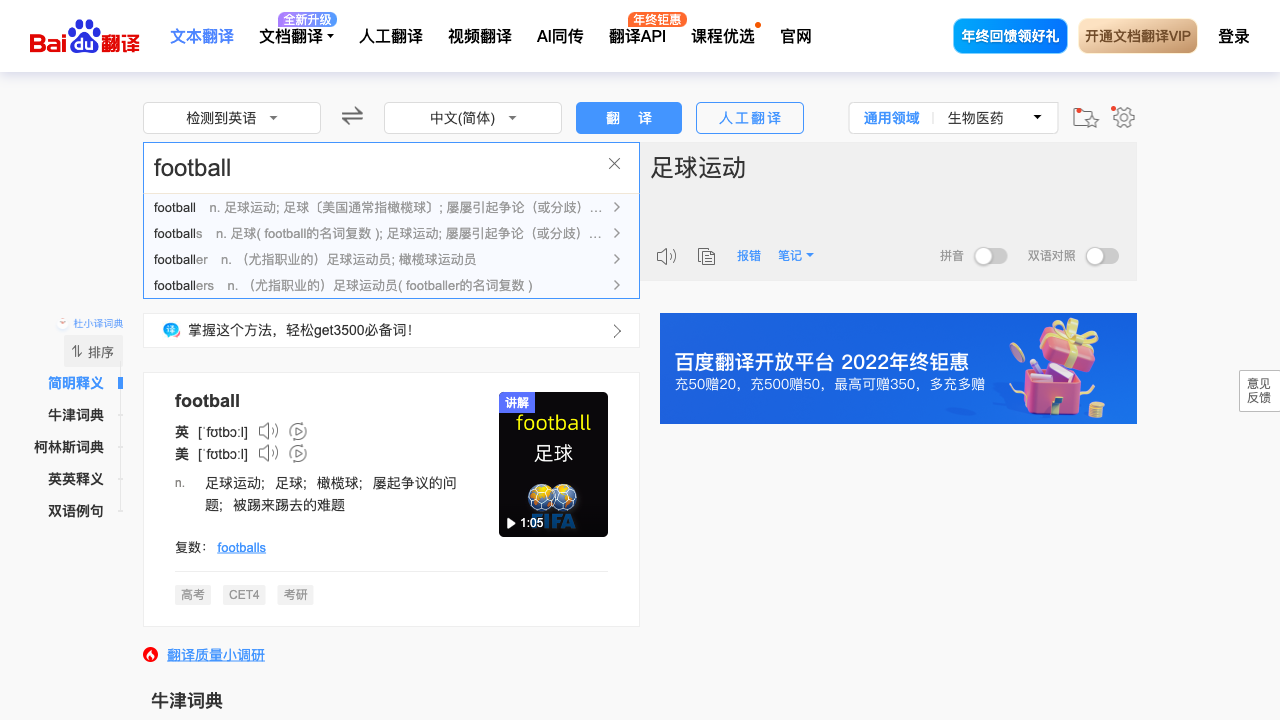 Bai du 翻译
文本翻译
文档翻译
全新升级
人工翻译
视频翻译
AI同传
翻译API
年终钜惠
课程优选
官网
年终回馈领好礼
开通文档翻译VIP
登录
检测到英语
中文(简体)
翻 译
人工翻译
通用领域
生物医药
football
足球运动
football n. 足球运动; 足球〔美国通常指橄榄球〕; 屡屡引起争论（或分歧）…
footballs n. 足球( football的名词复数 ); 足球运动; 屡屡引起争论（或分歧）…
footballer n. （尤指职业的）足球运动员; 橄榄球运动员
footballers n. （尤指职业的）足球运动员( footballer的名词复数 )
报错
笔记
拼音
双语对照
杜小译词典
排序
简明释义
牛津词典
柯林斯词典
英英释义
双语例句
译
掌握这个方法，轻松get3500必备词！
football
英 [ˈfʊtbɔːl]
美 [ˈfʊtbɔːl]
n. 足球运动；足球；橄榄球；屡起争议的问
题；被踢来踢去的难题
复数： footballs
高考
CET4
考研
讲解
football
足球
FIFA
1:05
百度翻译开放平台 2022年终钜惠
充50赠20，充500赠50，最高可赠350，多充多赠
意见
反馈
翻译质量小调研
牛津词典